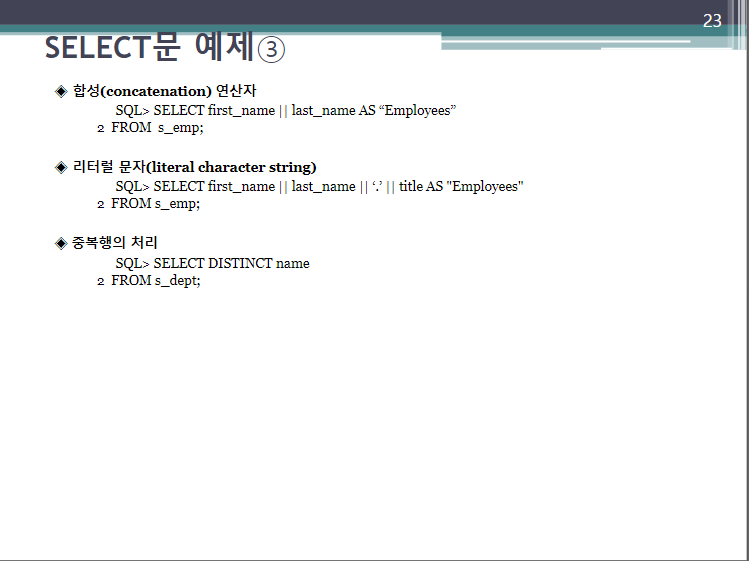 23
SELECT문 예제③
합성(concatenation) 연산자
SQL> SELECT first_name || last_name AS “Employees”
2 FROM s_emp;
리터럴 문자(literal character string)
SQL> SELECT first_name || last_name || ‘.’ || title AS "Employees"
2 FROM s_emp;
중복행의 처리
SQL> SELECT DISTINCT name
2 FROM s_dept;